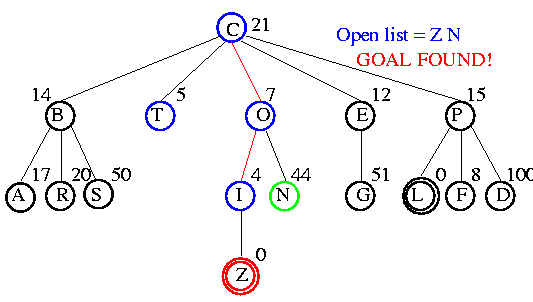 C 21
Open list = Z N
GOAL FOUND!
14 5 7 12 15
B T O E P
17 20 50 4 44 51 0 8 100
A R S I N G L F D
0
Z